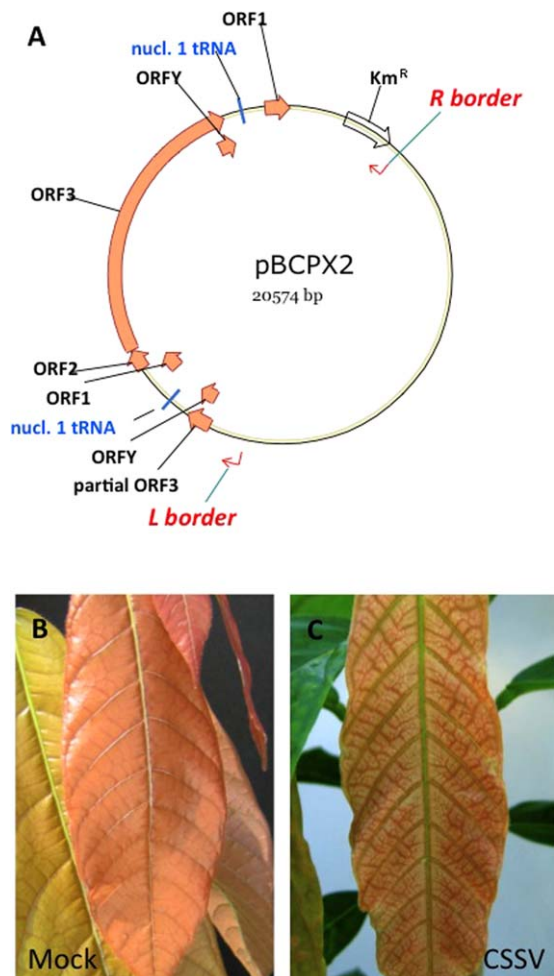 A
ORF1
nucl. 1 tRNA
ORFY
Km^R
R border
ORF3
pBCPX2
20574 bp
ORF2
ORF1
nucl. 1 tRNA
ORFY
partial ORF3
L border
B
Mock
C
CSSV